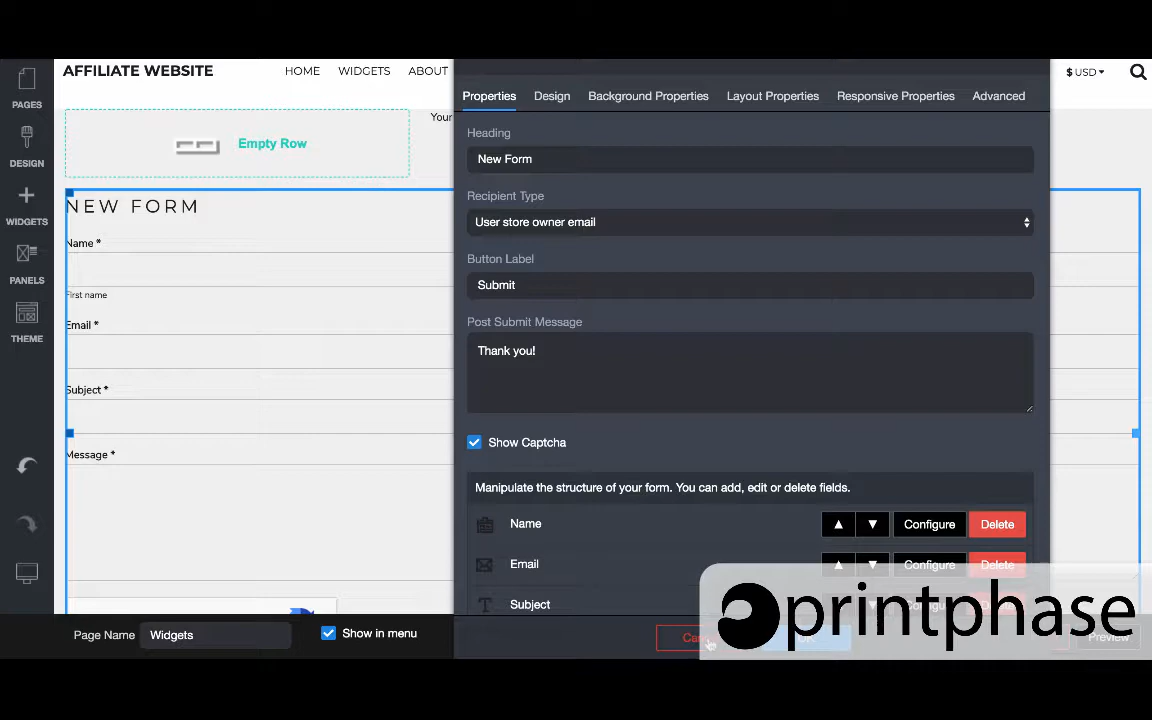 AFFILIATE WEBSITE HOME WIDGETS ABOUT $ USD
PAGES
DESIGN
WIDGETS
PANELS
THEME
Empty Row
Your
NEW FORM
Name *
First name
Email *
Subject *
Message *
Properties Design Background Properties Layout Properties Responsive Properties Advanced
Heading
New Form
Recipient Type
User store owner email
Button Label
Submit
Post Submit Message
Thank you!
Show Captcha
Manipulate the structure of your form. You can add, edit or delete fields.
Name Configure Delete
Email Configure Delete
Subject
Page Name Widgets Show in menu
Preview
printphase